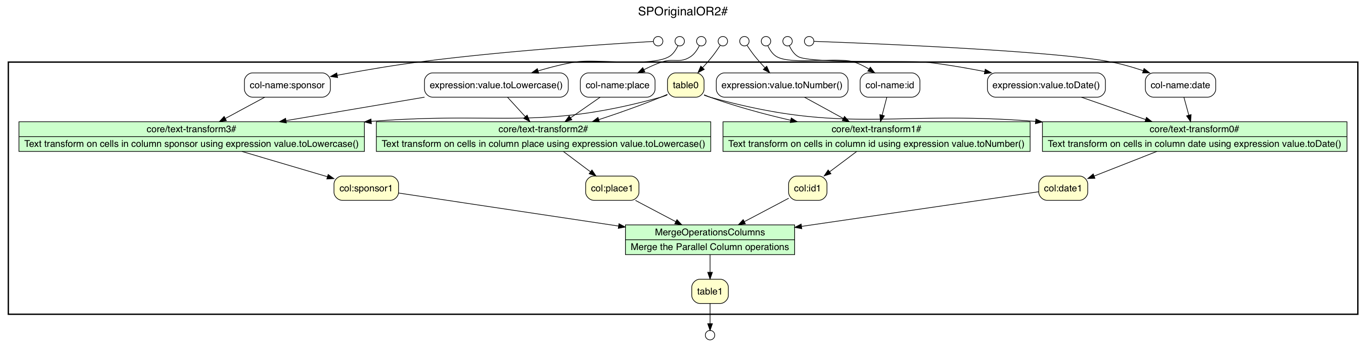 SPOriginalOR2#
col-name:sponsor
expression:value.toLowercase()
col-name:place
table0
expression:value.toNumber()
col-name:id
expression:value.toDate()
col-name:date
core/text-transform3#
Text transform on cells in column sponsor using expression value.toLowercase()
core/text-transform2#
Text transform on cells in column place using expression value.toLowercase()
core/text-transform1#
Text transform on cells in column id using expression value.toNumber()
core/text-transform0#
Text transform on cells in column date using expression value.toDate()
col:sponsor1
col:place1
col:id1
col:date1
MergeOperationsColumns
Merge the Parallel Column operations
table1